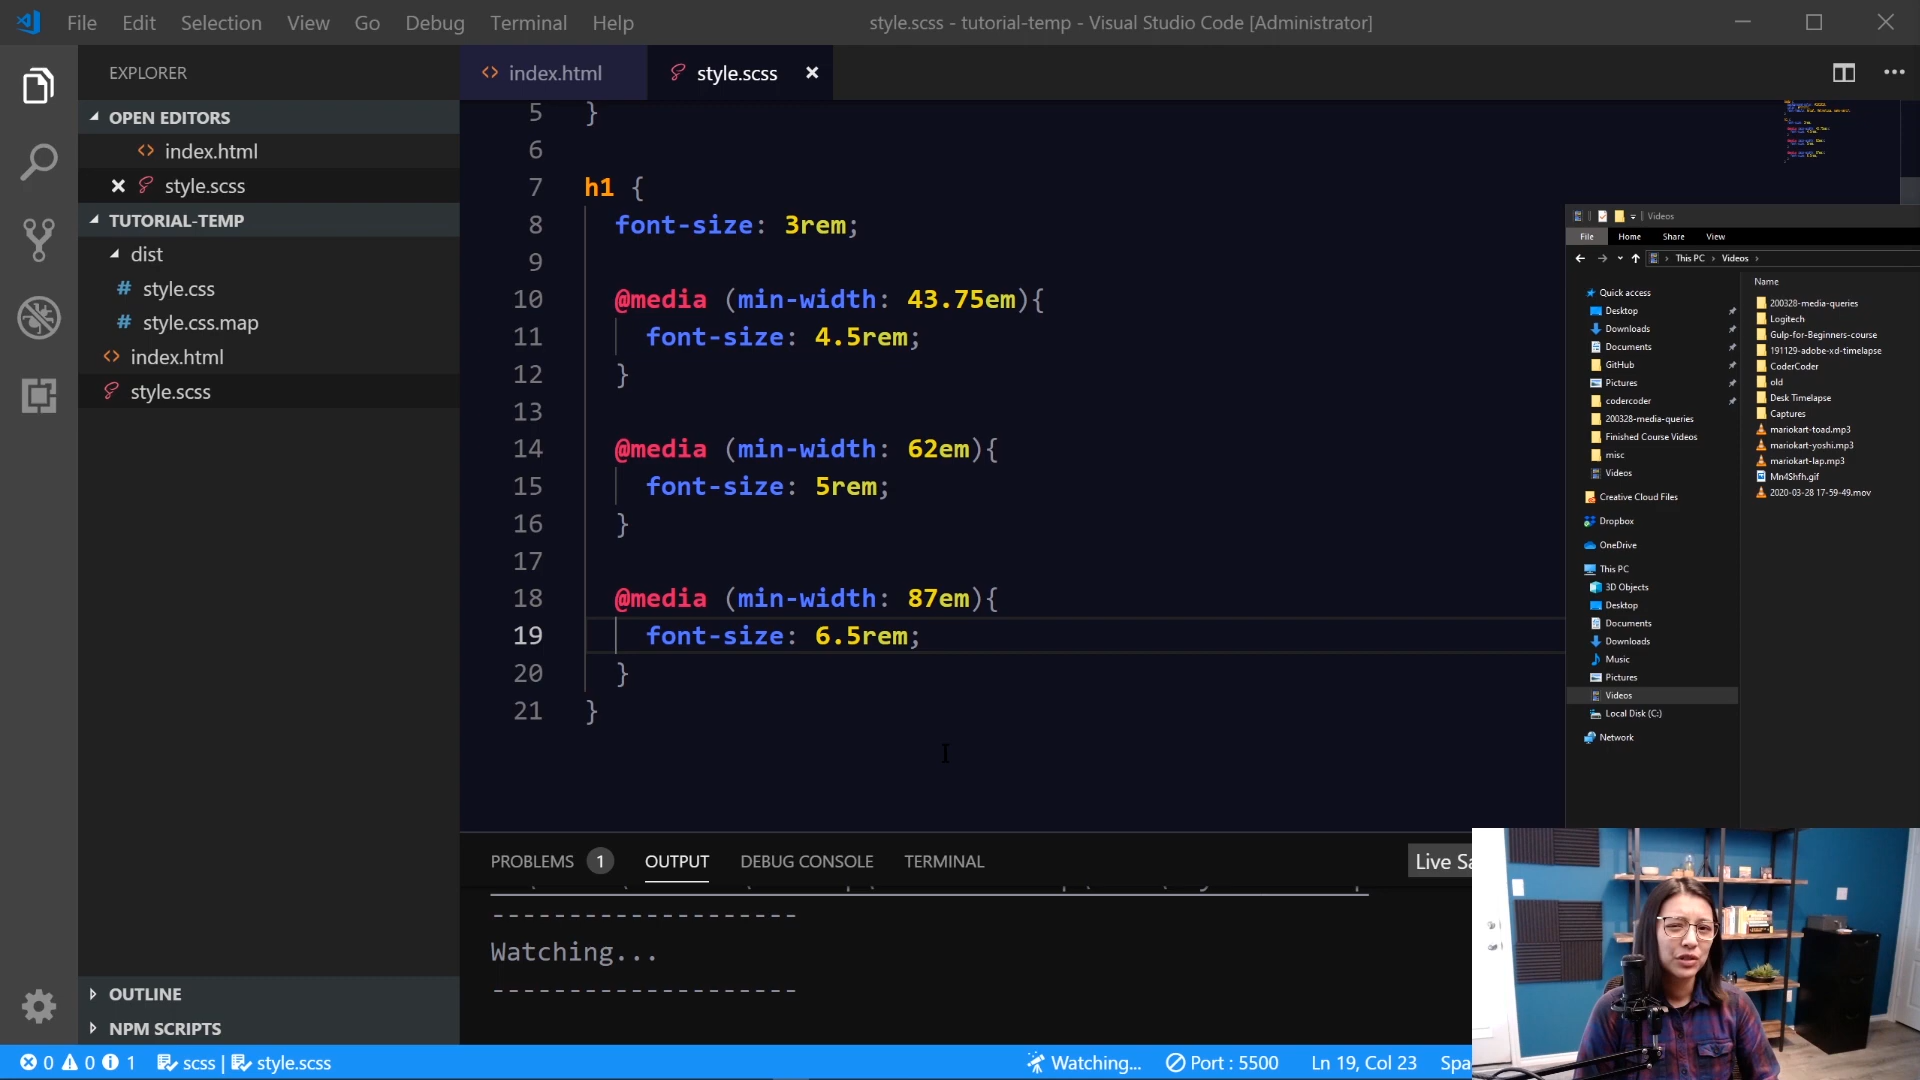 File Edit Selection View Go Debug Terminal Help
style.scss - tutorial-temp - Visual Studio Code [Administrator]
EXPLORER
OPEN EDITORS
index.html
style.scss
TUTORIAL-TEMP
dist
style.css
style.css.map
index.html
style.scss
OUTLINE
NPM SCRIPTS
index.html
style.scss
5 }
6
7 h1 {
8 font-size: 3rem;
9
10 @media (min-width: 43.75em){
11 font-size: 4.5rem;
12 }
13
14 @media (min-width: 62em){
15 font-size: 5rem;
16 }
17
18 @media (min-width: 87em){
19 font-size: 6.5rem;
20 }
21 }
PROBLEMS 1 OUTPUT DEBUG CONSOLE TERMINAL
Live Sa
-------------------
Watching...
-------------------
Videos
File Home Share View
This PC > Videos >
Quick access
Desktop
Downloads
Documents
GitHub
Pictures
codercoder
200328-media-queries
Finished Course Videos
misc
Videos
Creative Cloud Files
Dropbox
OneDrive
This PC
3D Objects
Desktop
Documents
Downloads
Music
Pictures
Videos
Local Disk (C:)
Network
Name
200328-media-queries
Logitech
Gulp-for-Beginners-course
191129-adobe-xd-timelapse
CoderCoder
old
Desk Timelapse
Captures
mariokart-toad.mp3
mariokart-yoshi.mp3
mariokart-lap.mp3
Mn4Shfh.gif
2020-03-28 17-59-49.mov
0 0 1 scss | style.scss
Watching... Port : 5500 Ln 19, Col 23 Spa